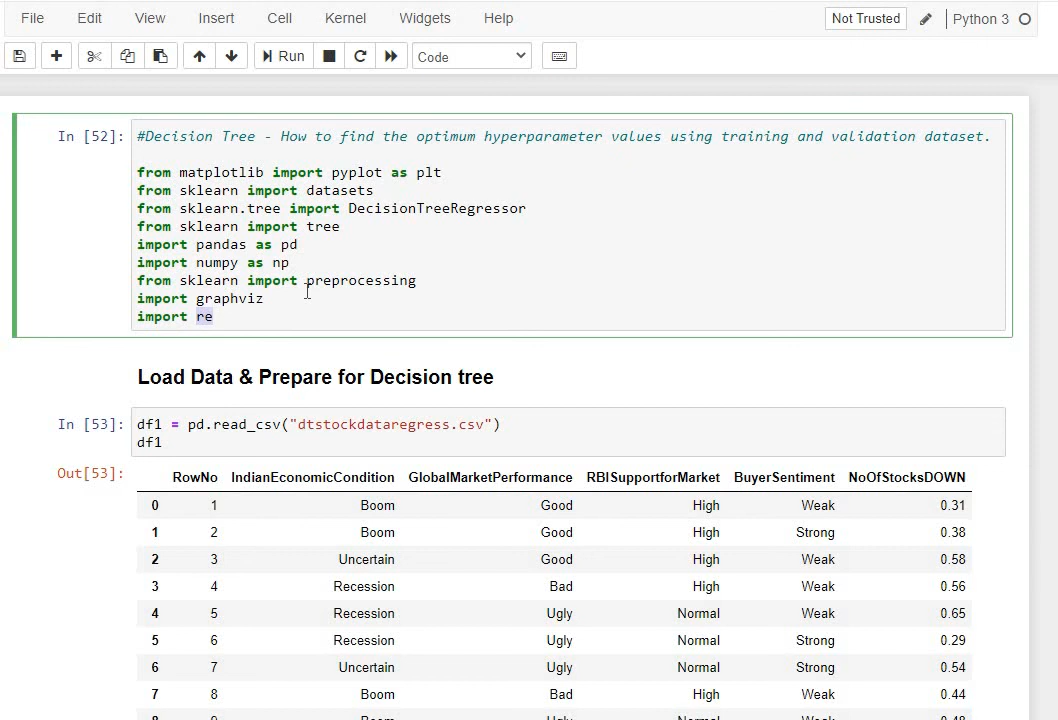 File Edit View Insert Cell Kernel Widgets Help Not Trusted Python 3
Run Code
In [52]: #Decision Tree - How to find the optimum hyperparameter values using training and validation dataset.
from matplotlib import pyplot as plt
from sklearn import datasets
from sklearn.tree import DecisionTreeRegressor
from sklearn import tree
import pandas as pd
import numpy as np
from sklearn import preprocessing
import graphviz
import re
Load Data & Prepare for Decision tree
In [53]: df1 = pd.read_csv("dtstockdataregress.csv")
df1
Out[53]: RowNo IndianEconomicCondition GlobalMarketPerformance RBISupportforMarket BuyerSentiment NoOfStocksDOWN
0 1 Boom Good High Weak 0.31
1 2 Boom Good High Strong 0.38
2 3 Uncertain Good High Weak 0.58
3 4 Recession Bad High Weak 0.56
4 5 Recession Ugly Normal Weak 0.65
5 6 Recession Ugly Normal Strong 0.29
6 7 Uncertain Ugly Normal Strong 0.54
7 8 Boom Bad High Weak 0.44